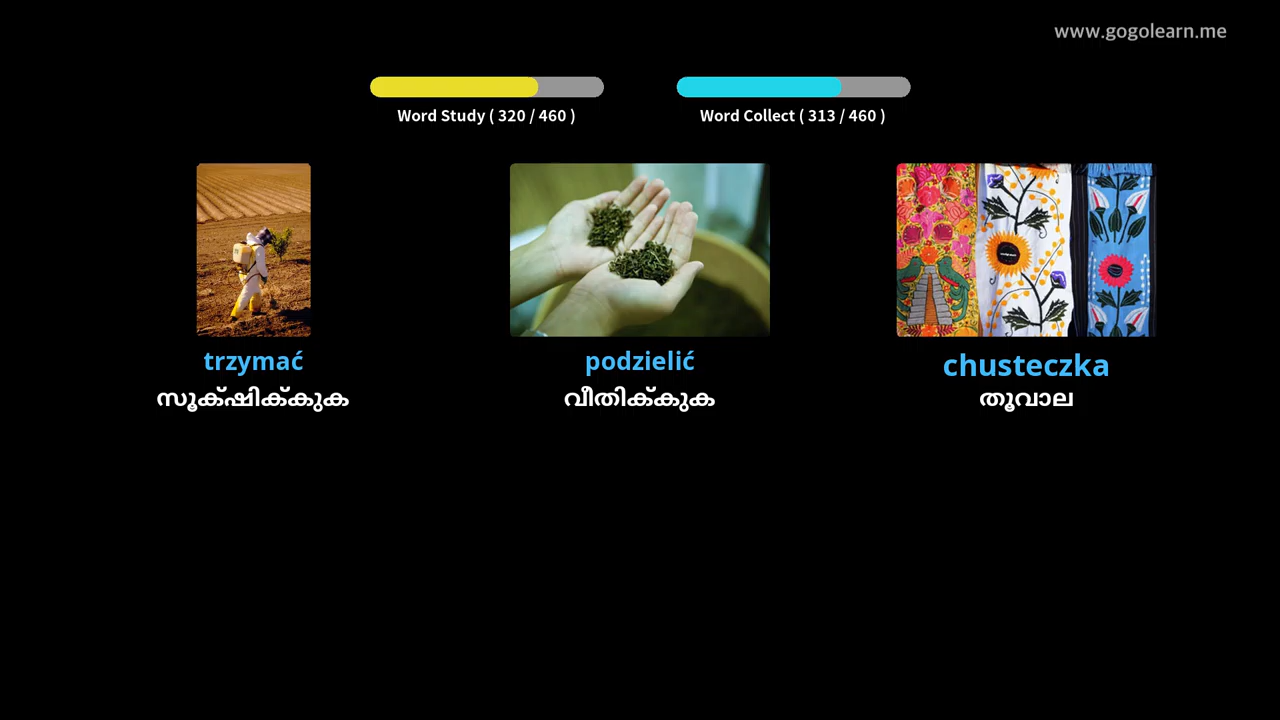 www.gogolearn.me
Word Study ( 320 / 460 )
Word Collect ( 313 / 460 )
trzymać
podzielić
chusteczka
സൂക്ഷിക്കുക
വീതിക്കുക
തൂവാല